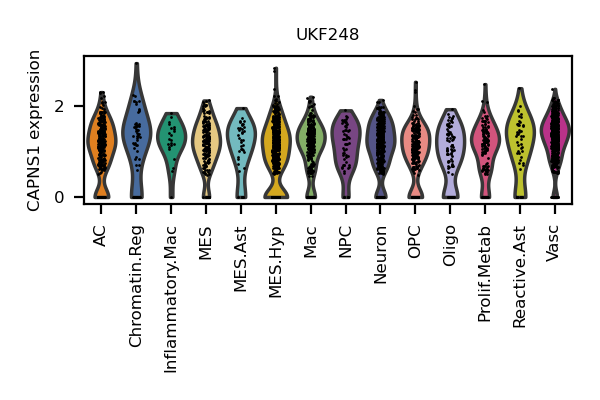 UKF248
CAPNS1 expression
2
0
AC
Chromatin.Reg
Inflammatory.Mac
MES
MES.Ast
MES.Hyp
Mac
NPC
Neuron
OPC
Oligo
Prolif.Metab
Reactive.Ast
Vasc